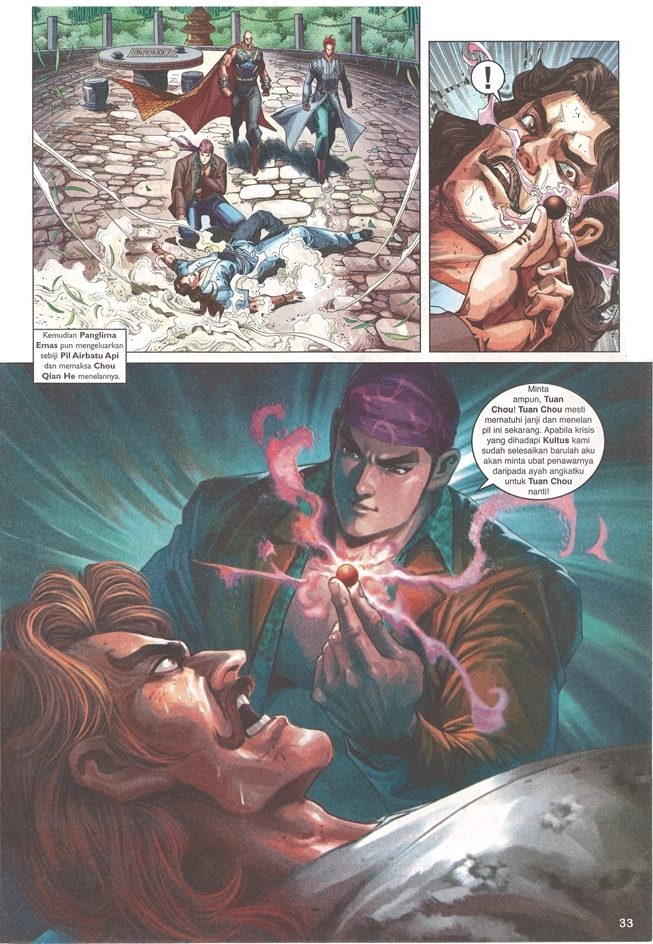 !
Kemudian Panglima
Emas pun mengeluarkan
sebiji Pil Airbatu Api
dan memaksa Chou
Qian He menelannya.
Minta
ampun, Tuan
Chou! Tuan Chou mesti
mematuhi janji dan menelan
pil ini sekarang. Apabila krisis
yang dihadapi Kultus kami
sudah selesaikan barulah aku
akan minta ubat penawarnya
daripada ayah angkatku
untuk Tuan Chou
nanti!
33